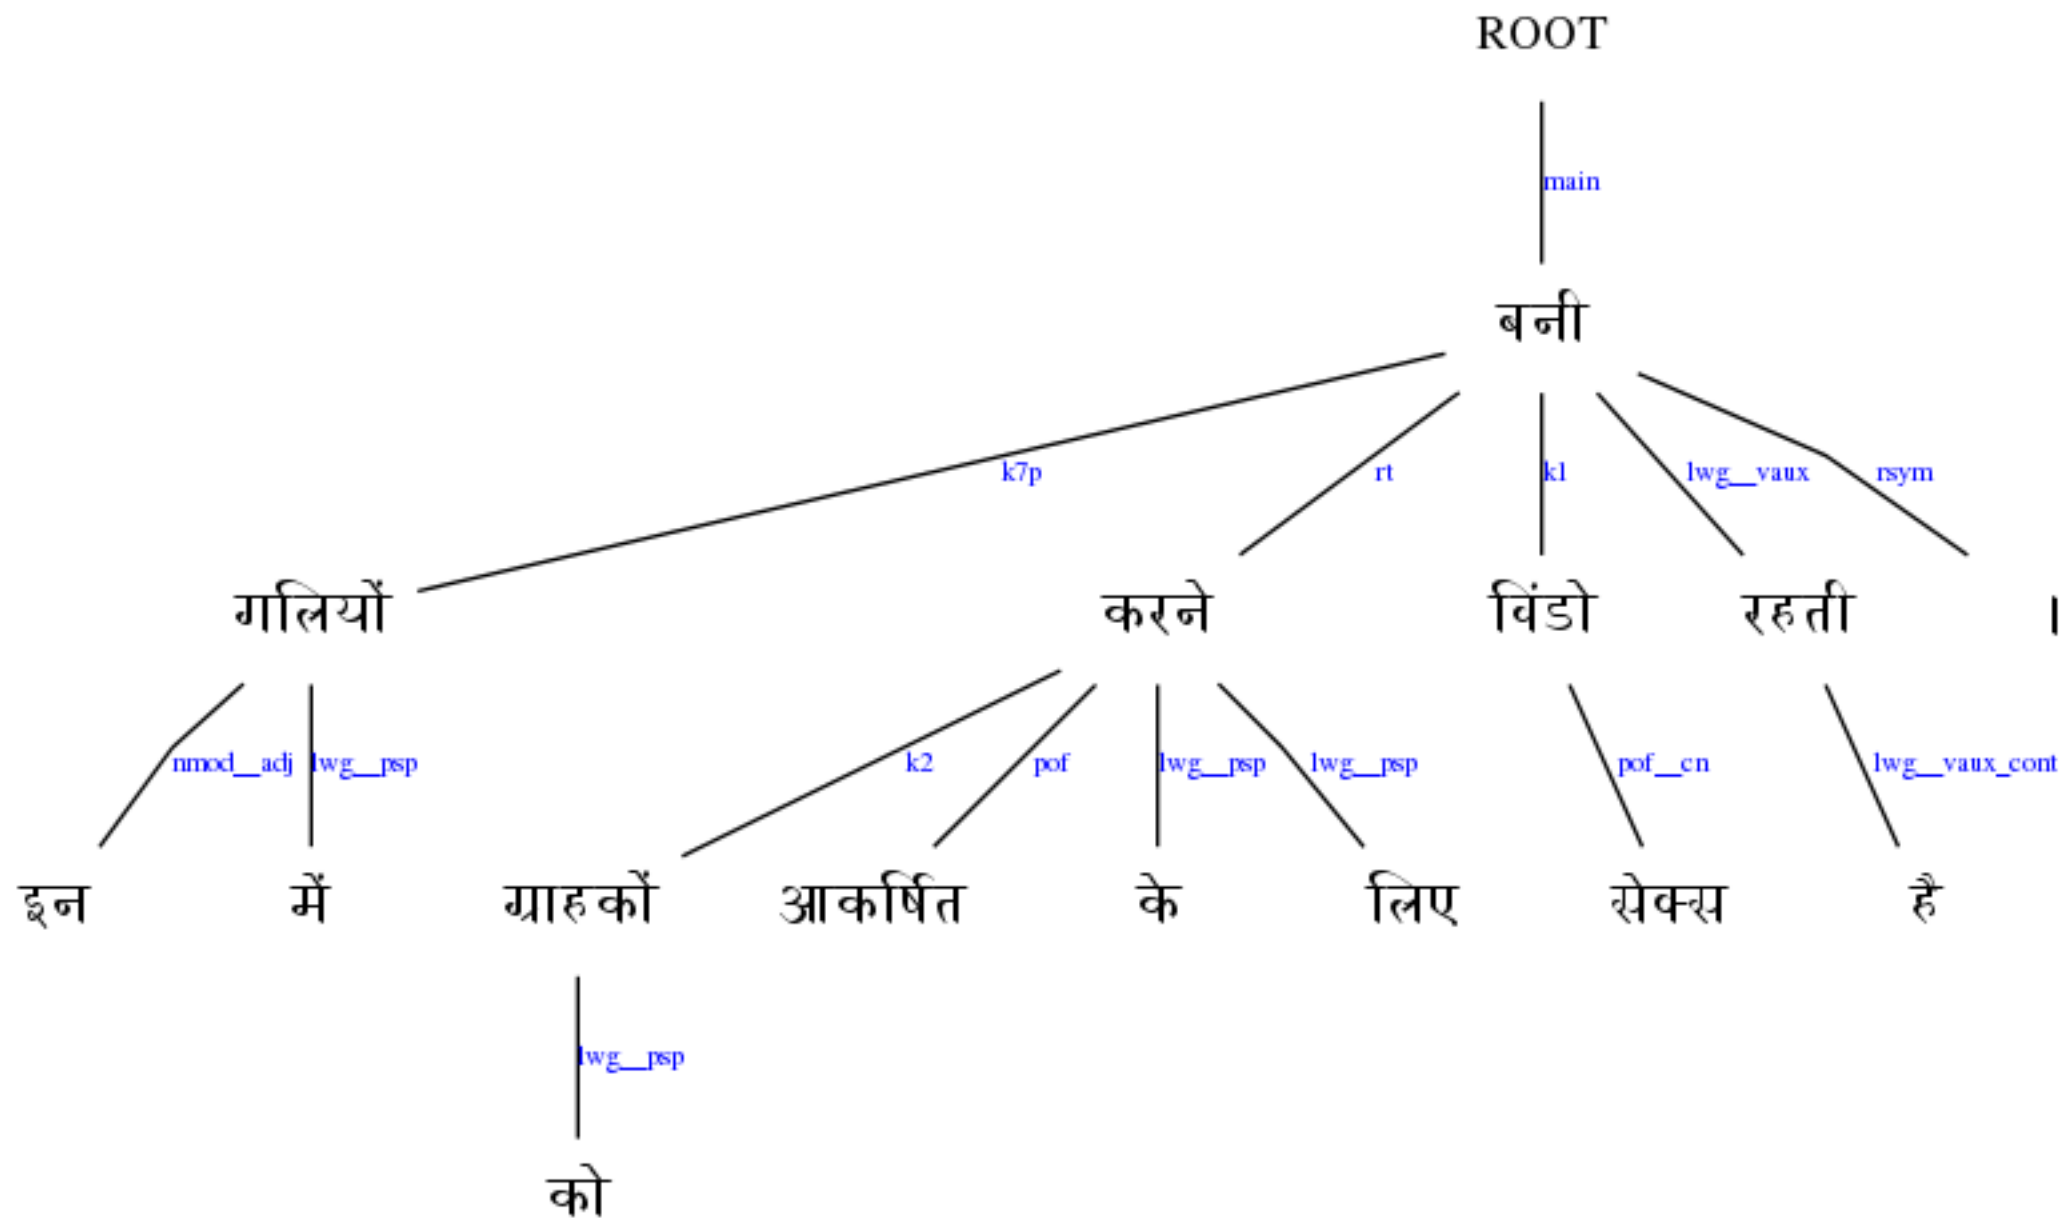 ROOT
main
बनी
k7p rt k1 lwg__vaux rsym
गलियों करने विंडो रहती ।
nmod__adj lwg__psp k2 pof lwg__psp lwg__psp pof__cn lwg__vaux_cont
इन में ग्राहकों आकर्षित के लिए सेक्स है
lwg__psp
को